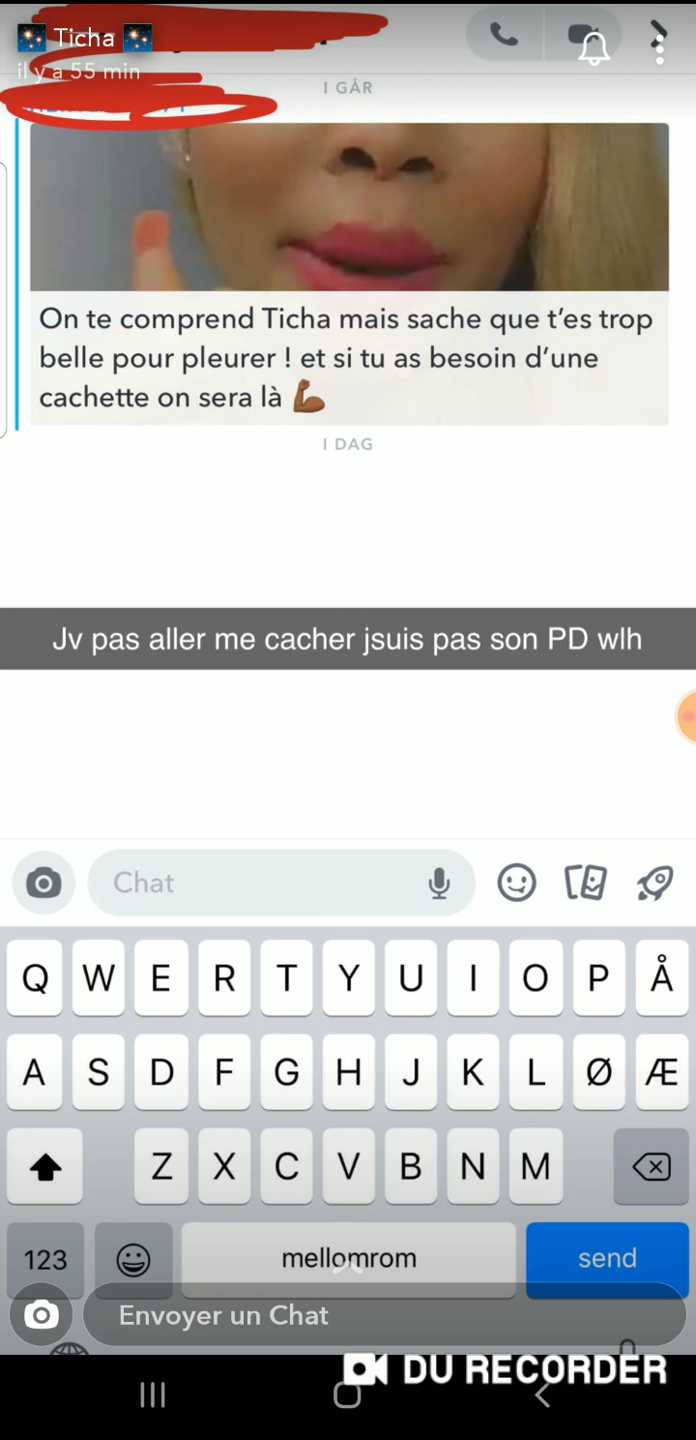 🎇 Ticha 🎇
il y a 55 min
I GÅR
On te comprend Ticha mais sache que t'es trop
belle pour pleurer ! et si tu as besoin d'une
cachette on sera là 💪🏾
I DAG
Jv pas aller me cacher jsuis pas son PD wlh
Chat
Q W E R T Y U I O P Å
A S D F G H J K L Ø Æ
Z X C V B N M
123 mellomrom send
Envoyer un Chat
DU RECORDER